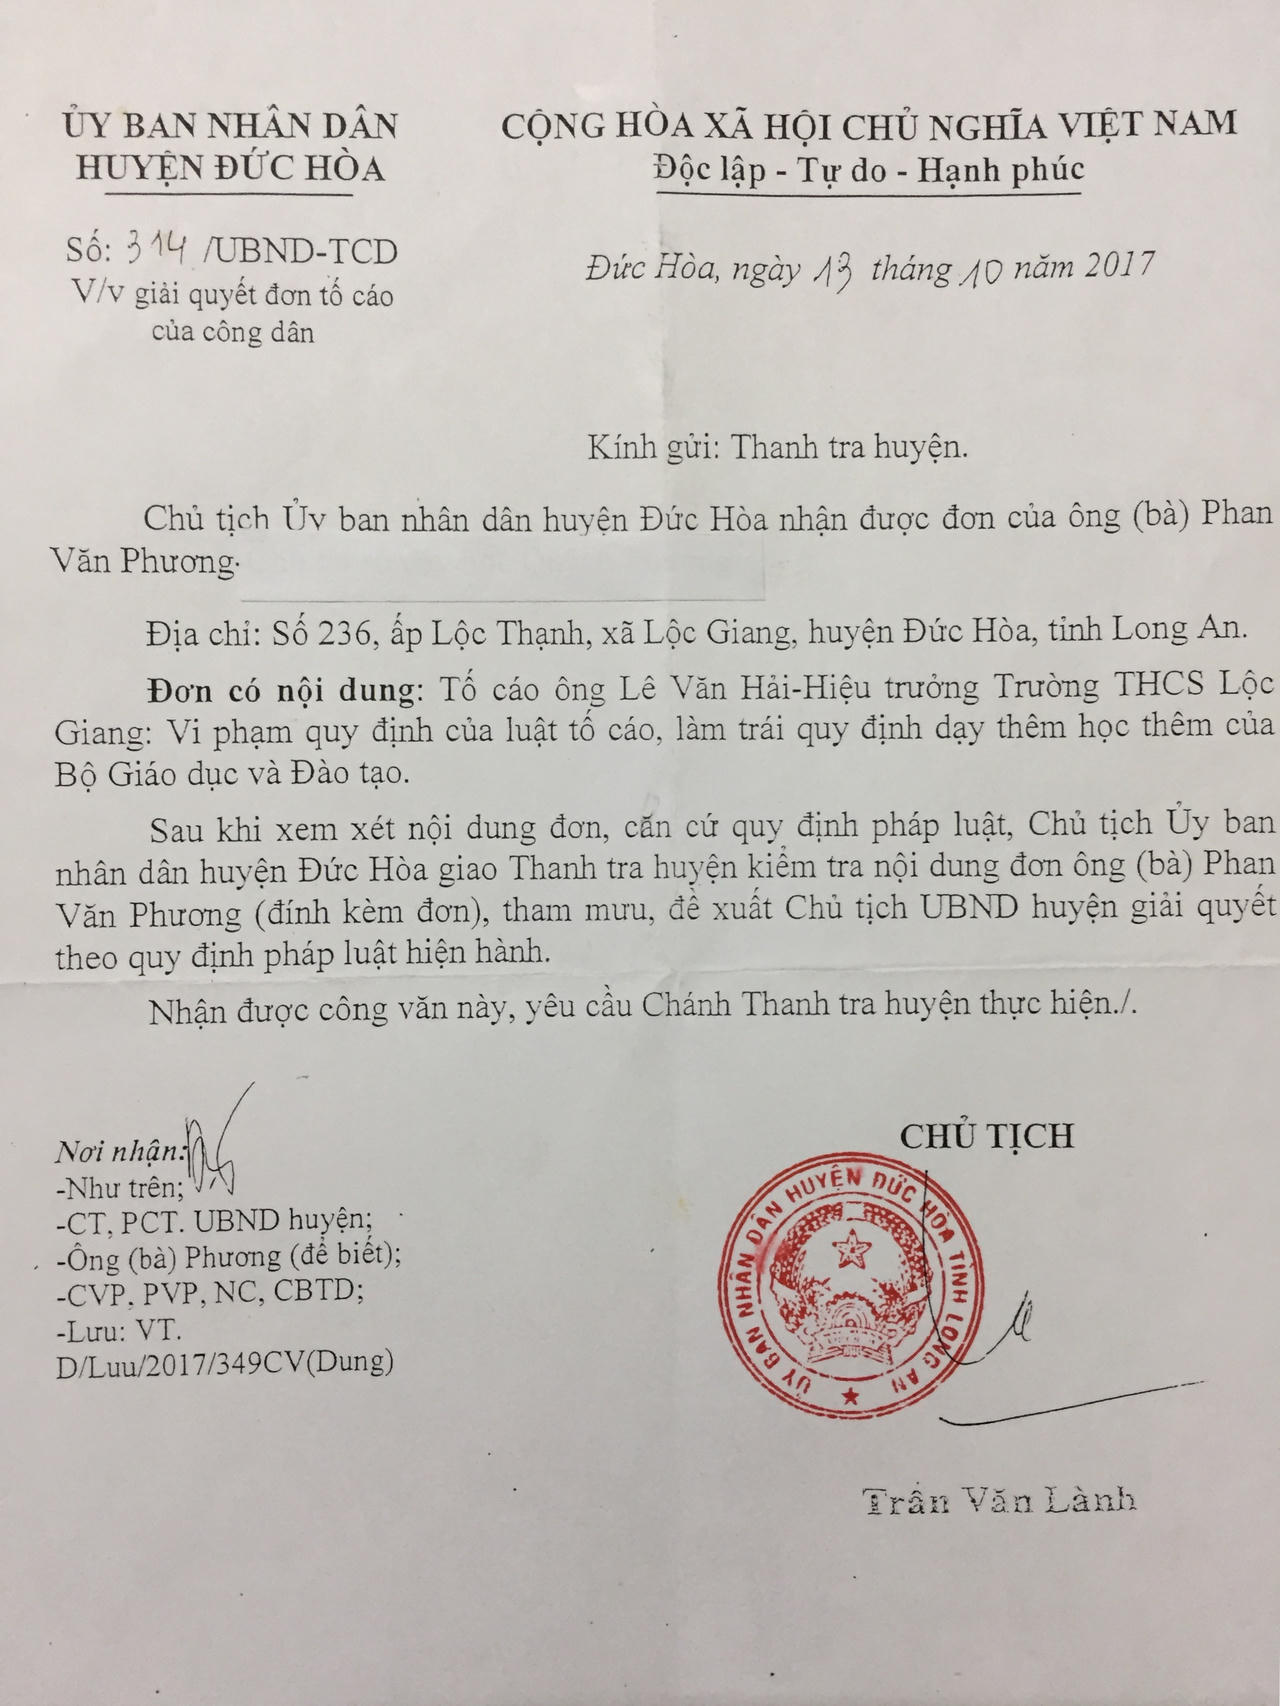 ỦY BAN NHÂN DÂN
HUYỆN ĐỨC HÒA
CỘNG HÒA XÃ HỘI CHỦ NGHĨA VIỆT NAM
Độc lập - Tự do - Hạnh phúc
Số: 314 /UBND-TCD
V/v giải quyết đơn tố cáo
của công dân
Đức Hòa, ngày 13 tháng 10 năm 2017
Kính gửi: Thanh tra huyện.
Chủ tịch Ủy ban nhân dân huyện Đức Hòa nhận được đơn của ông (bà) Phan
Văn Phương.
Địa chỉ: Số 236, ấp Lộc Thạnh, xã Lộc Giang, huyện Đức Hòa, tỉnh Long An.
Đơn có nội dung: Tố cáo ông Lê Văn Hải-Hiệu trưởng Trường THCS Lộc
Giang: Vi phạm quy định của luật tố cáo, làm trái quy định dạy thêm học thêm của
Bộ Giáo dục và Đào tạo.
Sau khi xem xét nội dung đơn, căn cứ quy định pháp luật, Chủ tịch Ủy ban
nhân dân huyện Đức Hòa giao Thanh tra huyện kiểm tra nội dung đơn ông (bà) Phan
Văn Phương (đính kèm đơn), tham mưu, đề xuất Chủ tịch UBND huyện giải quyết
theo quy định pháp luật hiện hành.
Nhận được công văn này, yêu cầu Chánh Thanh tra huyện thực hiện./.
Nơi nhận:
-Như trên;
-CT, PCT. UBND huyện;
-Ông (bà) Phương (để biết);
-CVP, PVP, NC, CBTD;
-Lưu: VT.
D/Luu/2017/349CV(Dung)
CHỦ TỊCH
ỦY BAN NHÂN DÂN HUYỆN ĐỨC HÒA TỈNH LONG AN
Trần Văn Lành